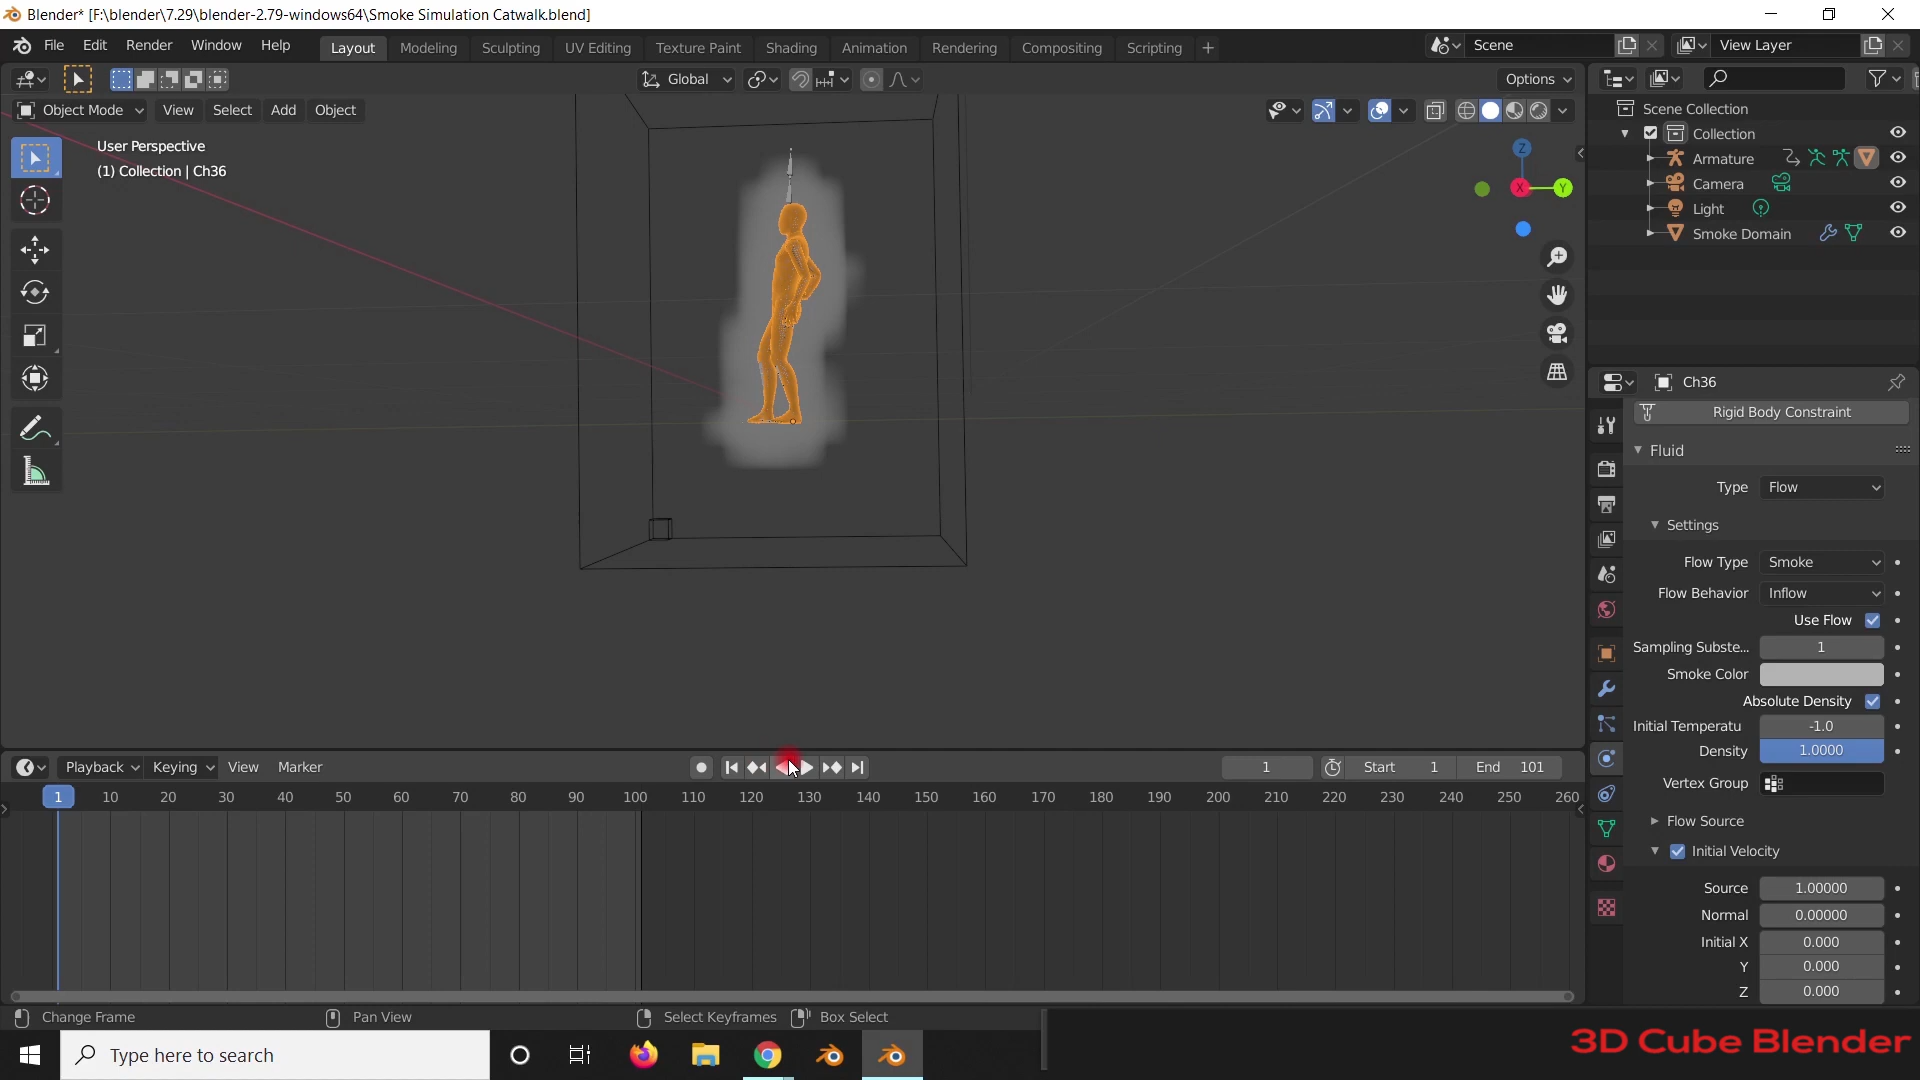 Blender* [F:\blender\7.29\blender-2.79-windows64\Smoke Simulation Catwalk.blend]
File Edit Render Window Help Layout Modeling Sculpting UV Editing Texture Paint Shading Animation Rendering Compositing Scripting + Scene View Layer
Global Options
Object Mode View Select Add Object
User Perspective
(1) Collection | Ch36
Z
X
Y
Scene Collection
Collection
Armature
Camera
Light
Smoke Domain
Ch36
Rigid Body Constraint
Fluid
Type Flow
Settings
Flow Type Smoke
Flow Behavior Inflow
Use Flow
Sampling Subste... 1
Smoke Color
Absolute Density
Initial Temperatu -1.0
Density 1.0000
Vertex Group
Flow Source
Initial Velocity
Source 1.00000
Normal 0.00000
Initial X 0.000
Y 0.000
Z 0.000
Playback Keying View Marker 1 Start 1 End 101
1 10 20 30 40 50 60 70 80 90 100 110 120 130 140 150 160 170 180 190 200 210 220 230 240 250 260
Change Frame Pan View Select Keyframes Box Select
Type here to search
3D Cube Blender